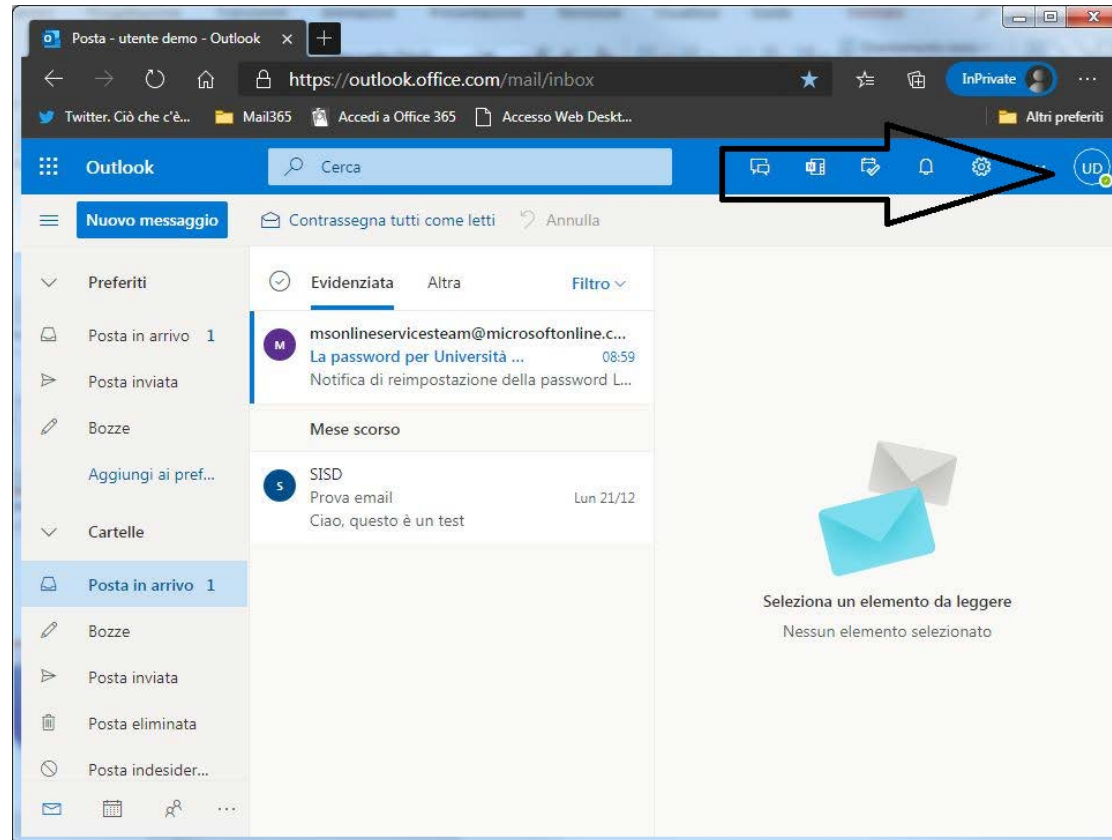 Posta - utente demo - Outlook
https://outlook.office.com/mail/inbox
InPrivate
Twitter. Ciò che c'è...
Mail365
Accedi a Office 365
Accesso Web Deskt...
Altri preferiti
Outlook
Cerca
UD
Nuovo messaggio
Contrassegna tutti come letti
Annulla
Preferiti
Posta in arrivo 1
Posta inviata
Bozze
Aggiungi ai pref...
Cartelle
Posta in arrivo 1
Bozze
Posta inviata
Posta eliminata
Posta indesider...
Evidenziata
Altra
Filtro
M
msonlineservicesteam@microsoftonline.c...
La password per Università ... 08:59
Notifica di reimpostazione della password L...
Mese scorso
S
SISD
Prova email Lun 21/12
Ciao, questo è un test
Seleziona un elemento da leggere
Nessun elemento selezionato